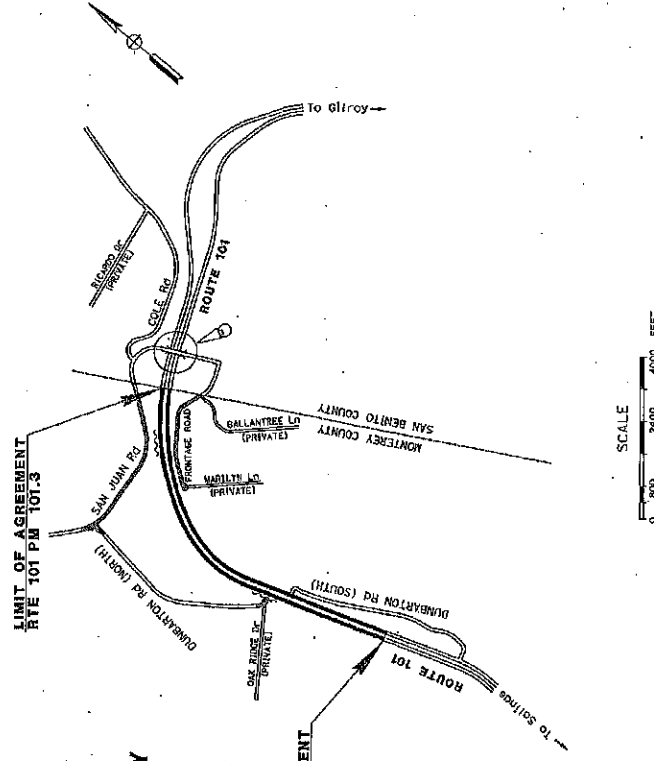 To Gilroy
RICARDO Dr
(PRIVATE)
COLE Rd
ROUTE 101
LIMIT OF AGREEMENT
RTE 101 PM 101.3
SAN JUAN Rd
FRONTAGE ROAD
BALLANTREE Ln
(PRIVATE)
SAN BENITO COUNTY
MONTEREY COUNTY
MARILYN Ln
(PRIVATE)
DUNBARTON Rd (NORTH)
OAK RIDGE Dr
(PRIVATE)
DUNBARTON Rd (SOUTH)
ROUTE 101
To Salinas
ENT
Y
SCALE
0 800 2400 4000 FEET